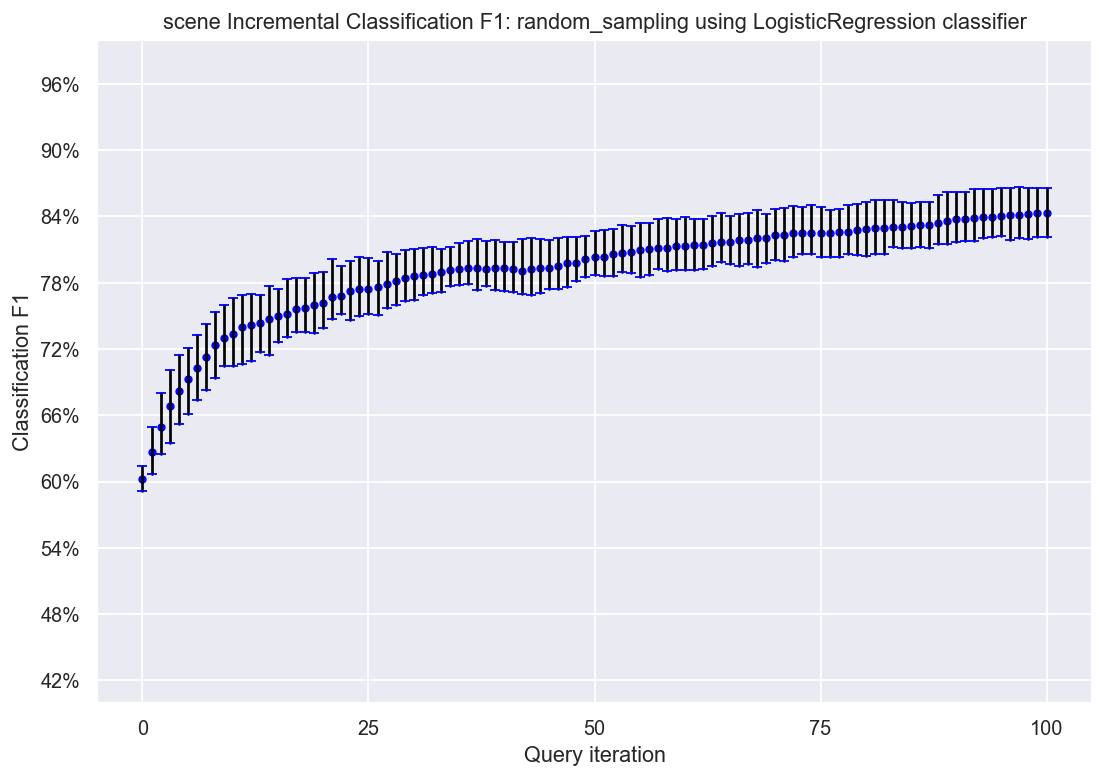 scene Incremental Classification F1: random_sampling using LogisticRegression classifier
Classification F1
96%
90%
84%
78%
72%
66%
60%
54%
48%
42%
0 25 50 75 100
Query iteration